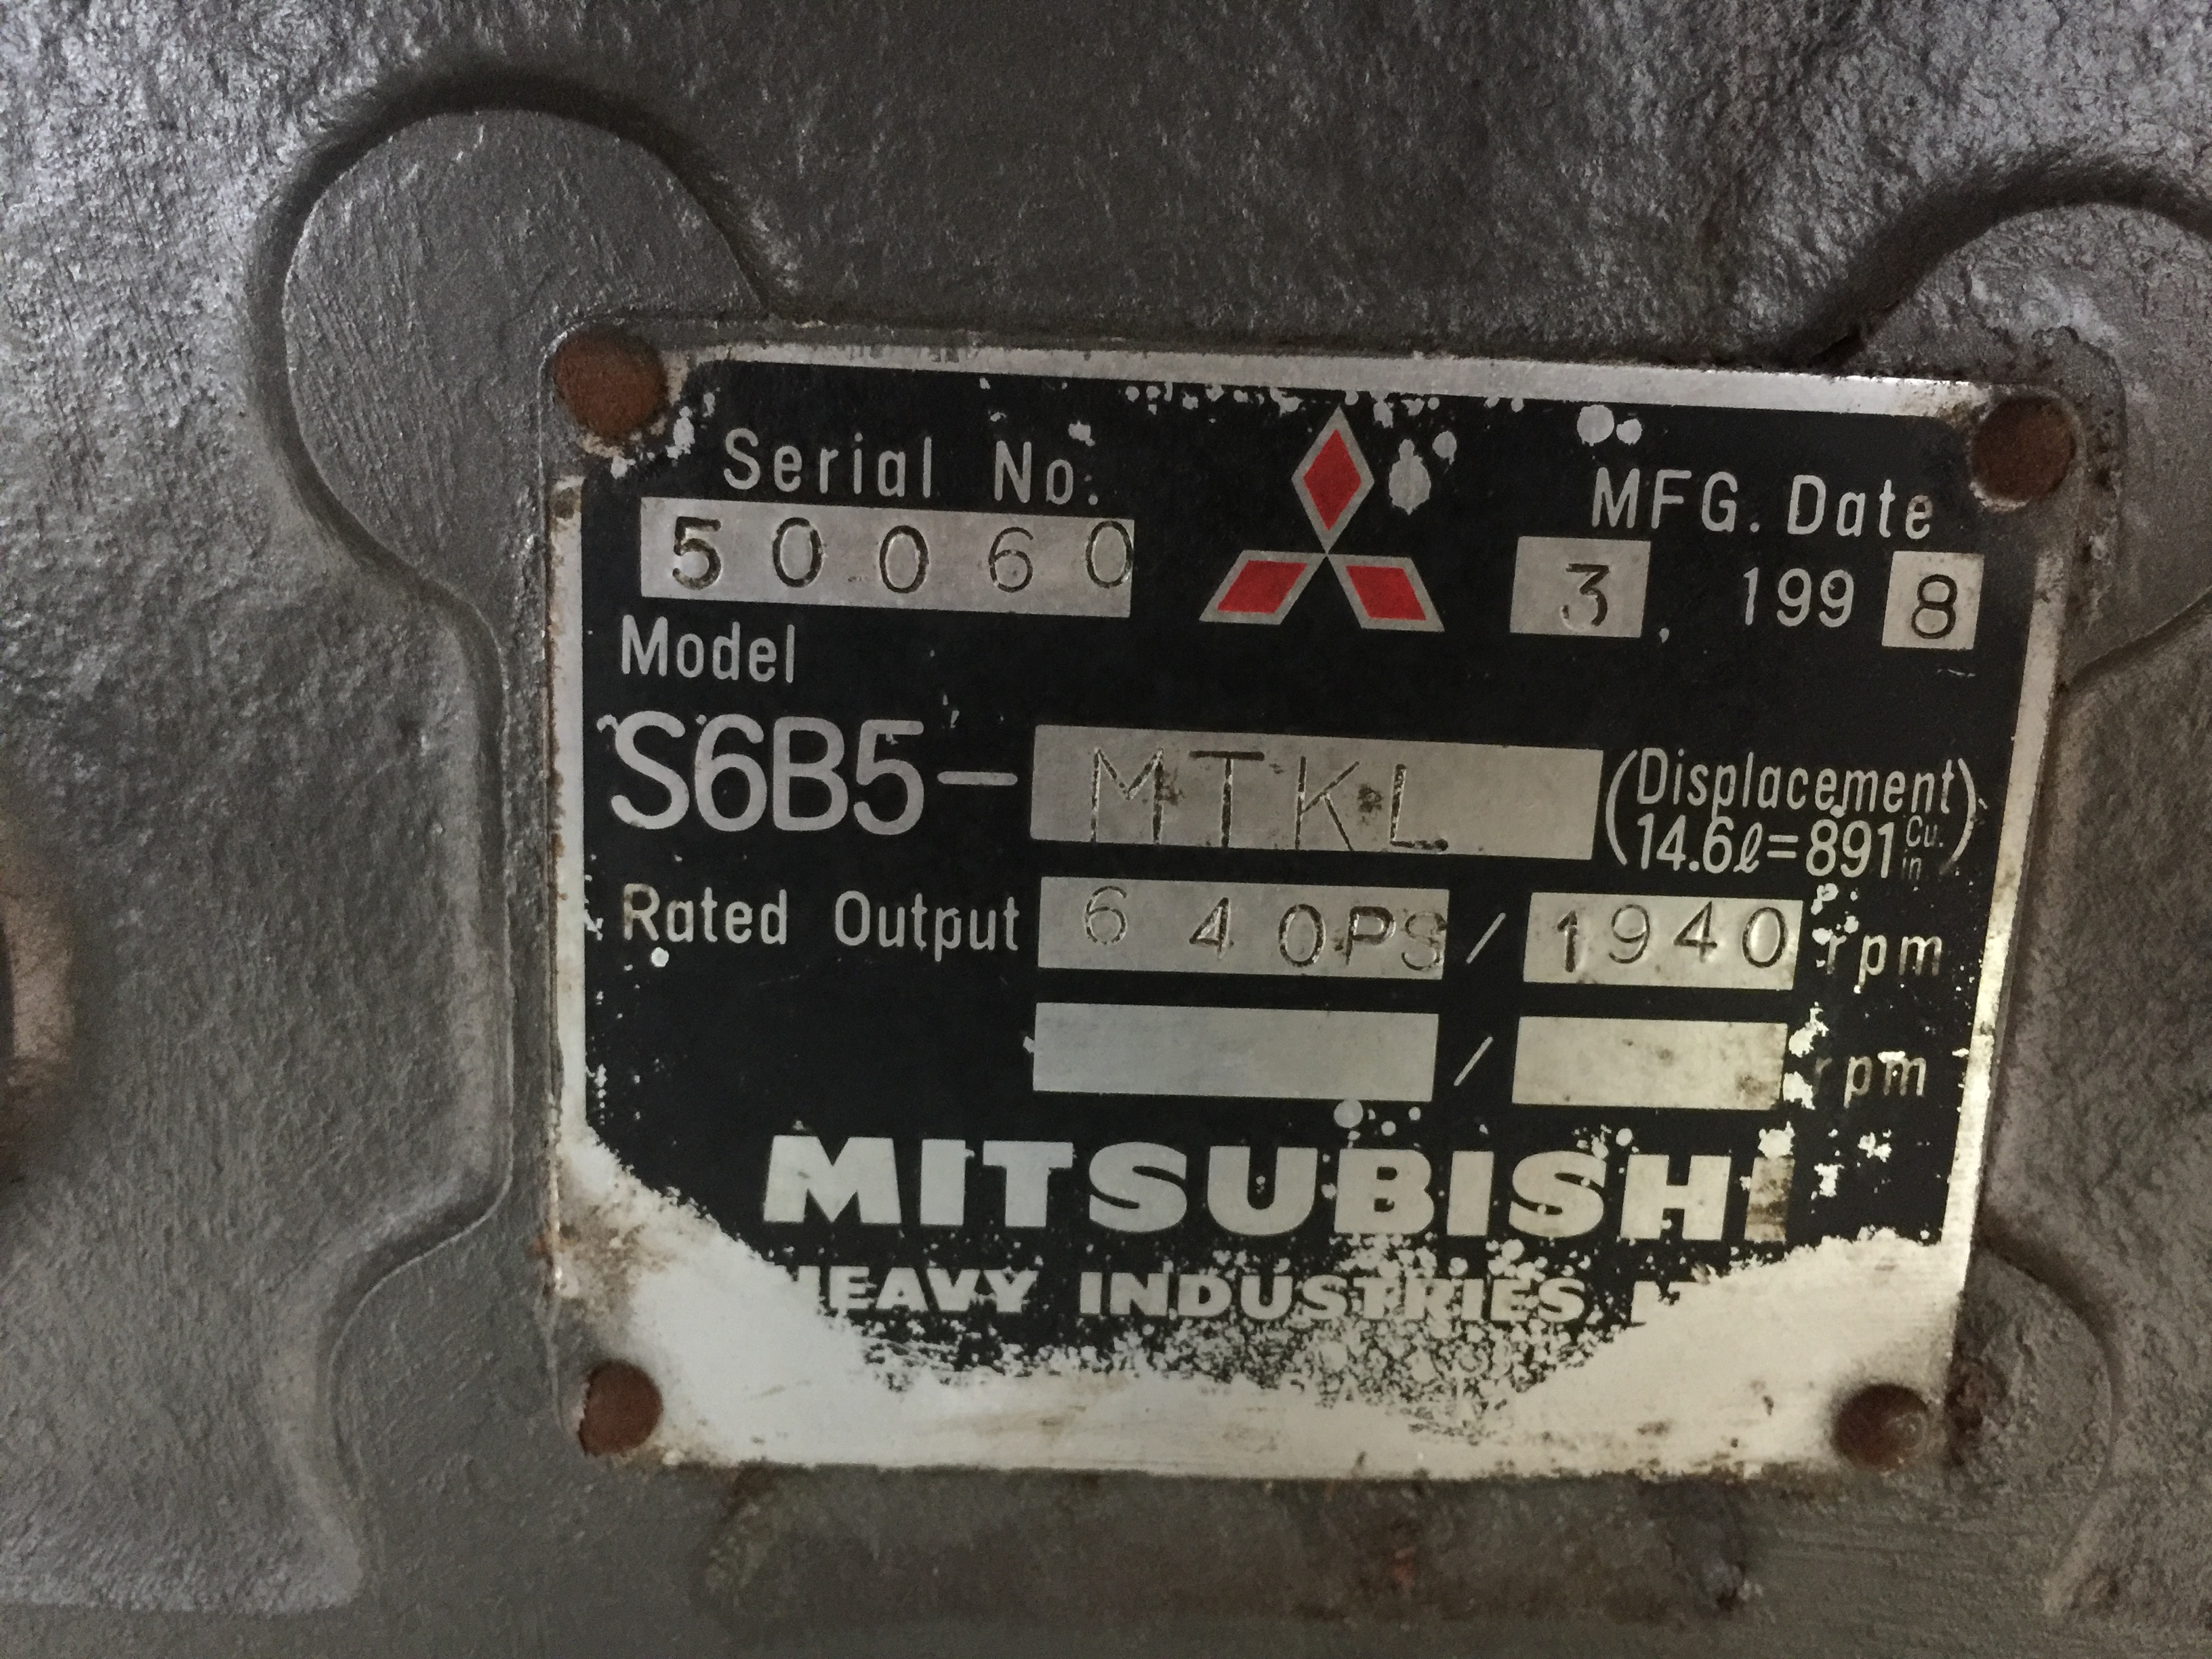 Serial No.
50060
MFG. Date
3, 1998
Model
S6B5-MTKL
(Displacement)
(14.6ℓ=891 Cu. in)
Rated Output 640PS/1940 rpm
/ rpm
MITSUBISHI
HEAVY INDUSTRIES,